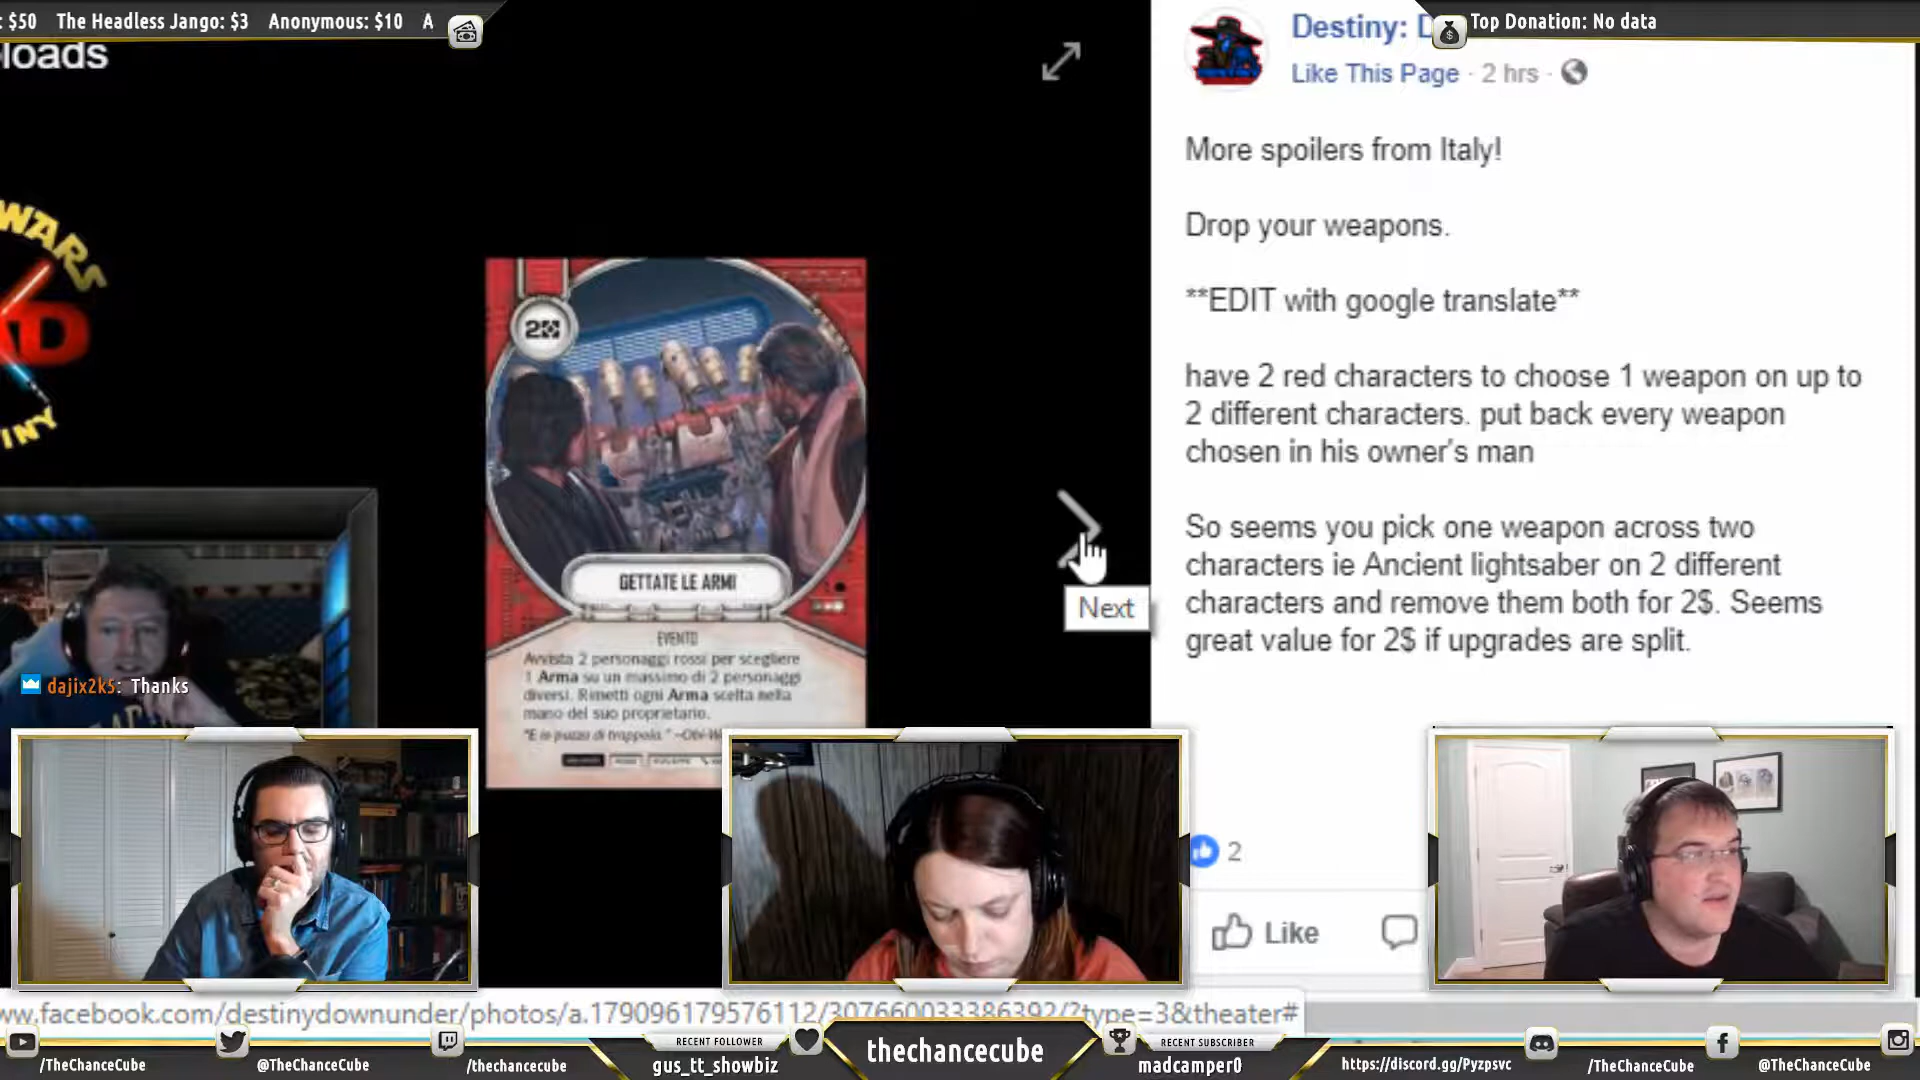 $50 The Headless Jango: $3 Anonymous: $10 A
Top Donation: No data
loads
Destiny: D
Like This Page · 2 hrs ·
More spoilers from Italy!
Drop your weapons.
**EDIT with google translate**
have 2 red characters to choose 1 weapon on up to
2 different characters. put back every weapon
chosen in his owner's man
So seems you pick one weapon across two
characters ie Ancient lightsaber on 2 different
characters and remove them both for 2$. Seems
great value for 2$ if upgrades are split.
WARS
2
GETTATE LE ARMI
EVENTO
Avvista 2 personaggi rossi per scegliere
1 Arma su un massimo di 2 personaggi
diversi. Rimetti ogni Arma scelta nella
mano del suo proprietario.
Next
dajix2k5: Thanks
2
Like
ww.facebook.com/destinydownunder/photos/a.179096179576112/307660033386392/?type=3&theater#
/TheChanceCube
@TheChanceCube
/thechancecube
RECENT FOLLOWER
gus_tt_showbiz
thechancecube
RECENT SUBSCRIBER
madcamper0
https://discord.gg/Pyzpsvc
/TheChanceCube
@TheChanceCube